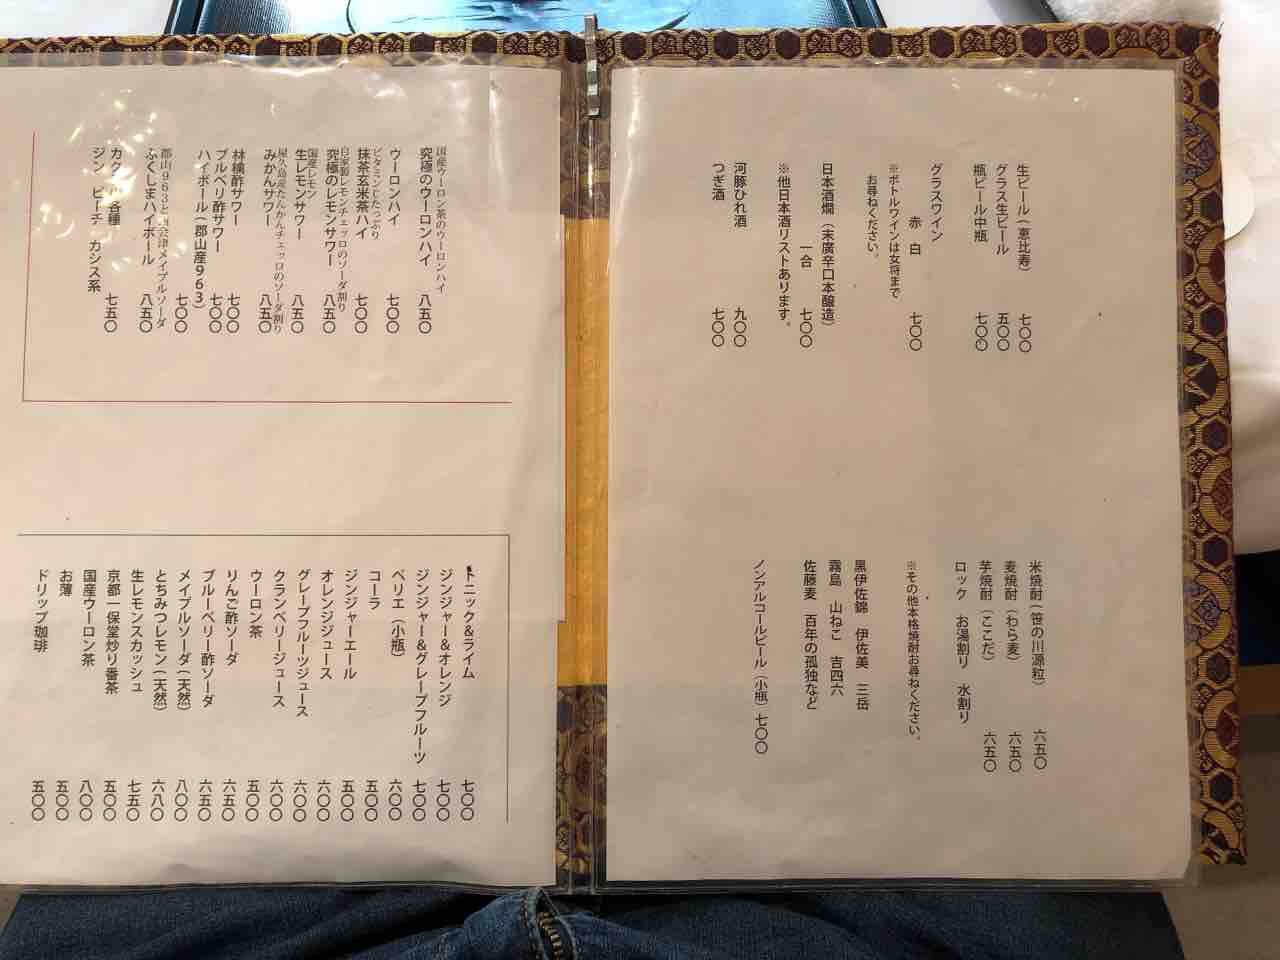 生ビール(恵比寿) 七〇〇
グラス生ビール 五〇〇
瓶ビール中瓶 七〇〇
グラスワイン
赤 白 七〇〇
※ボトルワインは女将まで
お尋ねください。
日本酒燗(末廣辛口本醸造)
一合 七〇〇
※他日本酒リストあります。
河豚ひれ酒 九〇〇
つぎ酒 七〇〇
米焼酎(笹の川源粒) 六五〇
麦焼酎(わら麦) 六五〇
芋焼酎(ここだ) 六五〇
ロック お湯割り 水割り
※その他本格焼酎お尋ねください。
黒伊佐錦 伊佐美 三岳
霧島 山ねこ 吉四六
佐藤麦 百年の孤独など
ノンアルコールビール(小瓶)七〇〇
国産ウーロン茶のウーロンハイ
究極のウーロンハイ 八五〇
ウーロンハイ 七〇〇
ビタミンCたっぷり
抹茶玄米茶ハイ 七〇〇
自家製レモンチェッロのソーダ割り
究極のレモンサワー 八五〇
国産レモン
生レモンサワー 八五〇
屋久島産たんかんチェッロのソーダ割り
みかんサワー 八五〇
林檎酢サワー 七〇〇
ブルベリ酢サワー 七〇〇
ハイボール(郡山産963)
七〇〇
郡山963と 会津メイプルソーダ
ふくしまハイボール 八五〇
カク 各種
ジン ピーチ カシス系 七五〇
トニック&ライム 七〇〇
ジンジャー&オレンジ 七〇〇
ジンジャー&グレープフルーツ 七〇〇
ペリエ(小瓶) 六〇〇
コーラ 五〇〇
ジンジャーエール 五〇〇
オレンジジュース 六〇〇
グレープフルーツジュース 六〇〇
クランベリージュース 六〇〇
ウーロン茶 五〇〇
りんご酢ソーダ 六五〇
ブルーベリー酢ソーダ 六五〇
メイプルソーダ(天然) 八〇〇
とちみつレモン(天然) 六八〇
生レモンスカッシュ 七五〇
京都一保堂炒り番茶 五〇〇
国産ウーロン茶 八〇〇
お薄 五〇〇
ドリップ珈琲 五〇〇